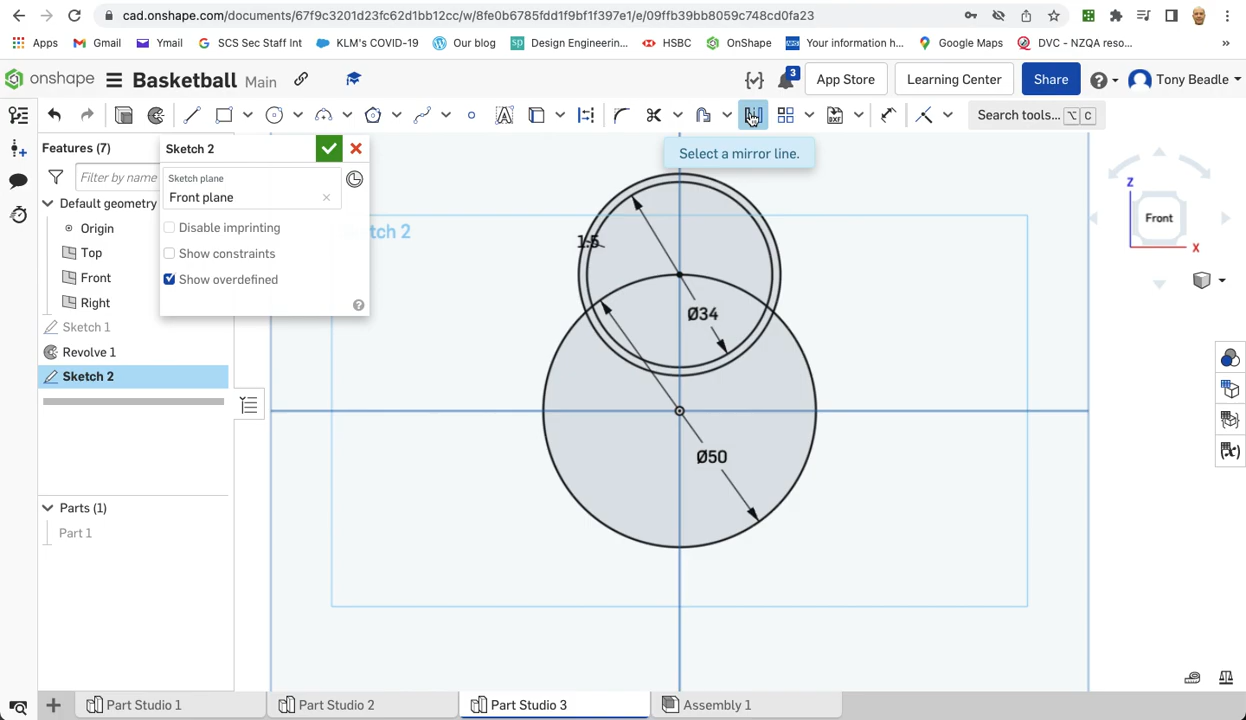 cad.onshape.com/documents/67f9c3201d23fc62d1bb12cc/w/8fe0b6785fdd1f9bf1f397e1/e/09ffb39bb8059c748cd0fa23
Apps Gmail Ymail SCS Sec Staff Int KLM's COVID-19 Our blog Design Engineerin... HSBC OnShape Your information h... Google Maps DVC - NZQA reso... »
onshape Basketball Main 3 App Store Learning Center Share Tony Beadle
Search tools... ⌥ C
Features (7)
Filter by name
Default geometry
Origin
Top
Front
Right
Sketch 1
Revolve 1
Sketch 2
Parts (1)
Part 1
Sketch 2
Sketch plane
Front plane
Disable imprinting
Show constraints
Show overdefined
Select a mirror line.
tch 2
1.5
Ø34
Ø50
Z
Front
X
Part Studio 1 Part Studio 2 Part Studio 3 Assembly 1